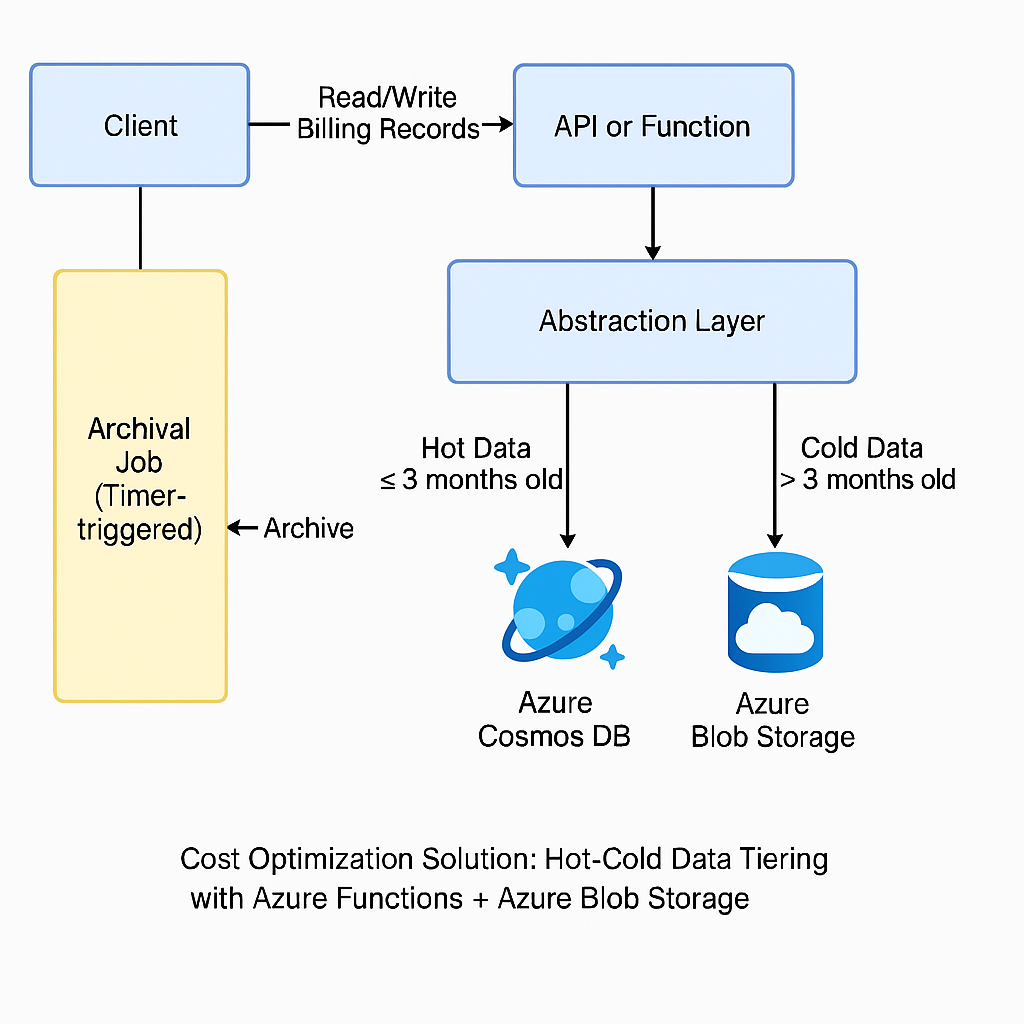 Client
Read/Write
Billing Records
API or Function
Abstraction Layer
Archival
Job
(Timer-
triggered)
Archive
Hot Data
≤ 3 months old
Cold Data
> 3 months old
Azure
Cosmos DB
Azure
Blob Storage
Cost Optimization Solution: Hot-Cold Data Tiering
with Azure Functions + Azure Blob Storage